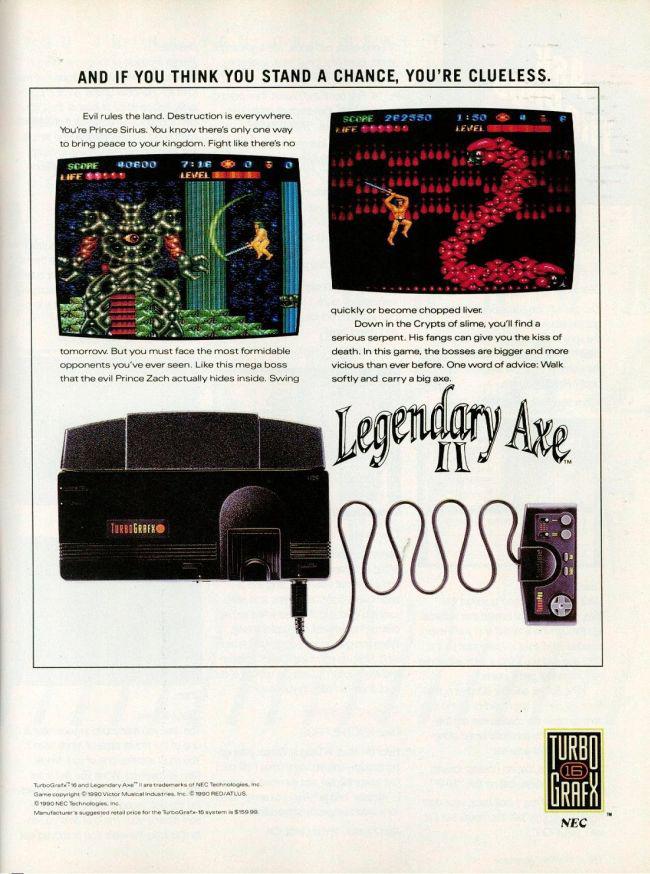 AND IF YOU THINK YOU STAND A CHANCE, YOU'RE CLUELESS.
Evil rules the land. Destruction is everywhere.
You're Prince Sirius. You know there's only one way
to bring peace to your kingdom. Fight like there's no
SCORE 40600 7:16 0 0
LIFE LEVEL
tomorrow. But you must face the most formidable
opponents you've ever seen. Like this mega boss
that the evil Prince Zach actually hides inside. Swing
SCORE 262550 1:50 4 6
LIFE LEVEL
quickly or become chopped liver.
Down in the Crypts of slime, you'll find a
serious serpent. His fangs can give you the kiss of
death. In this game, the bosses are bigger and more
vicious than ever before. One word of advice: Walk
softly and carry a big axe.
Legendary Axe
II™
TURBOGRAFX
TURBOPAD
TURBO
16
GRAFX™
NEC
TurboGrafx™ 16 and Legendary Axe™ II are trademarks of NEC Technologies, Inc.
Game copyright © 1990 Victor Musical Industries, Inc. © 1990 RED/ATLUS.
© 1990 NEC Technologies, Inc.
Manufacturer's suggested retail price for the TurboGrafx-16 system is $159.99.